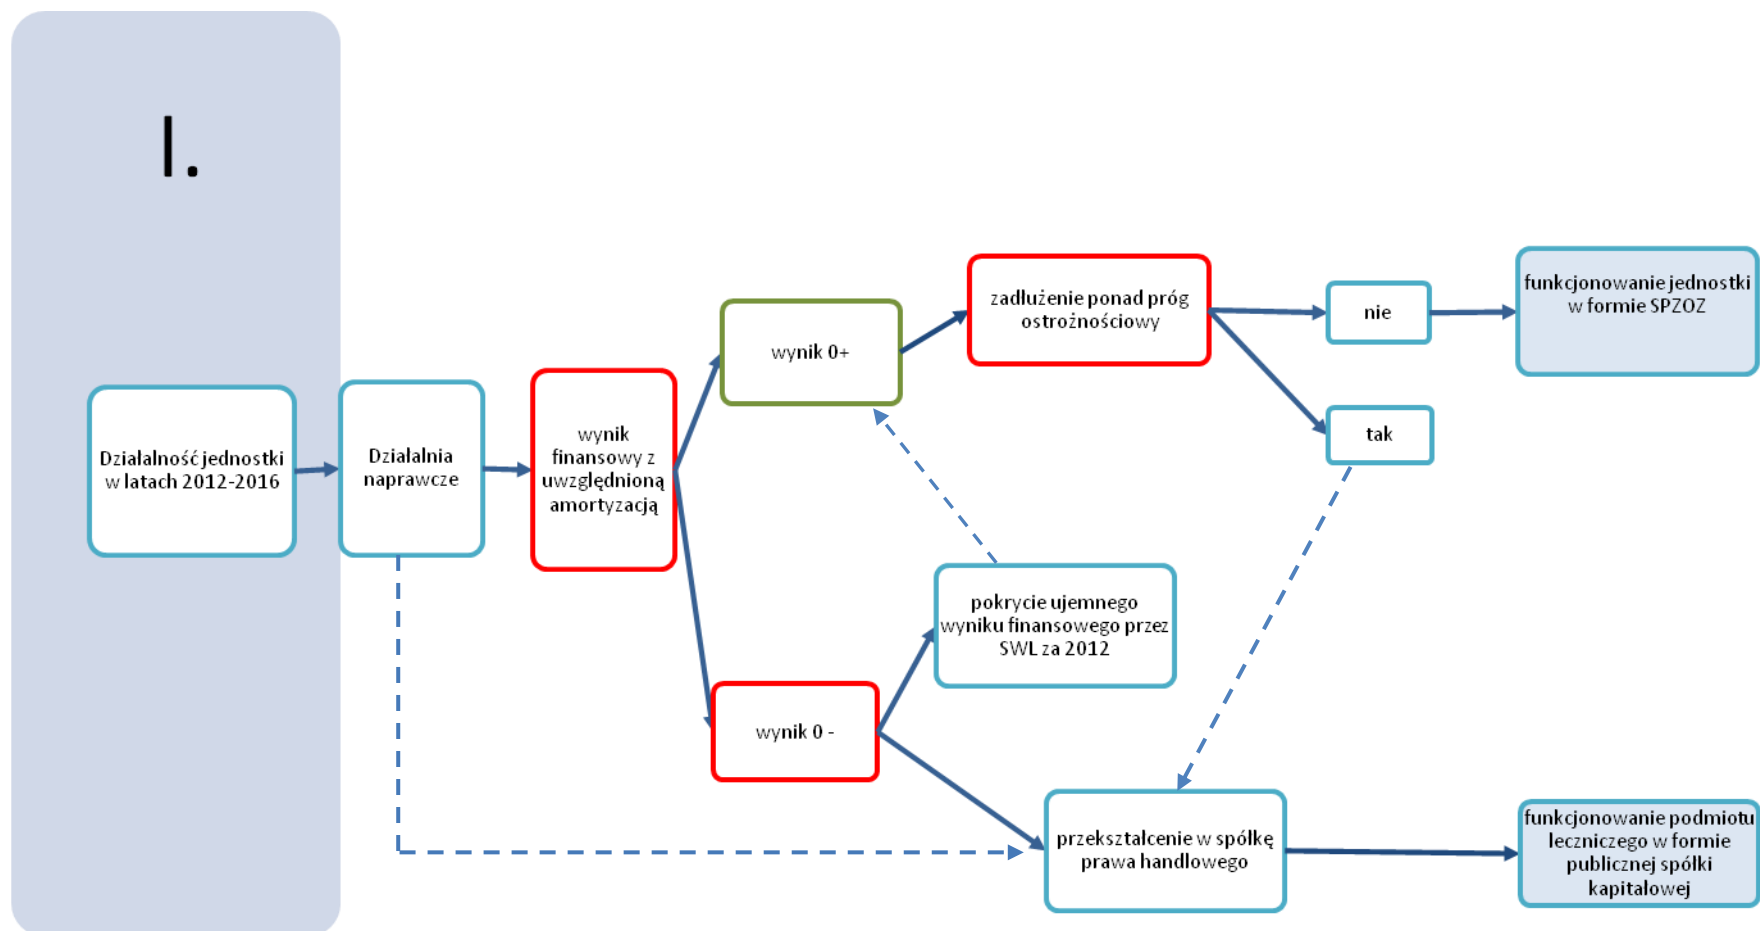 I.
Działalność jednostki
w latach 2012-2016
Działalnia
naprawcze
wynik
finansowy z
uwzględnioną
amortyzacją
wynik 0+
wynik 0 -
zadłużenie ponad próg
ostrożnościowy
pokrycie ujemnego
wyniku finansowego przez
SWL za 2012
nie
tak
przekształcenie w spółkę
prawa handlowego
funkcjonowanie jednostki
w formie SPZOZ
funkcjonowanie podmiotu
leczniczego w formie
publicznej spółki
kapitałowej